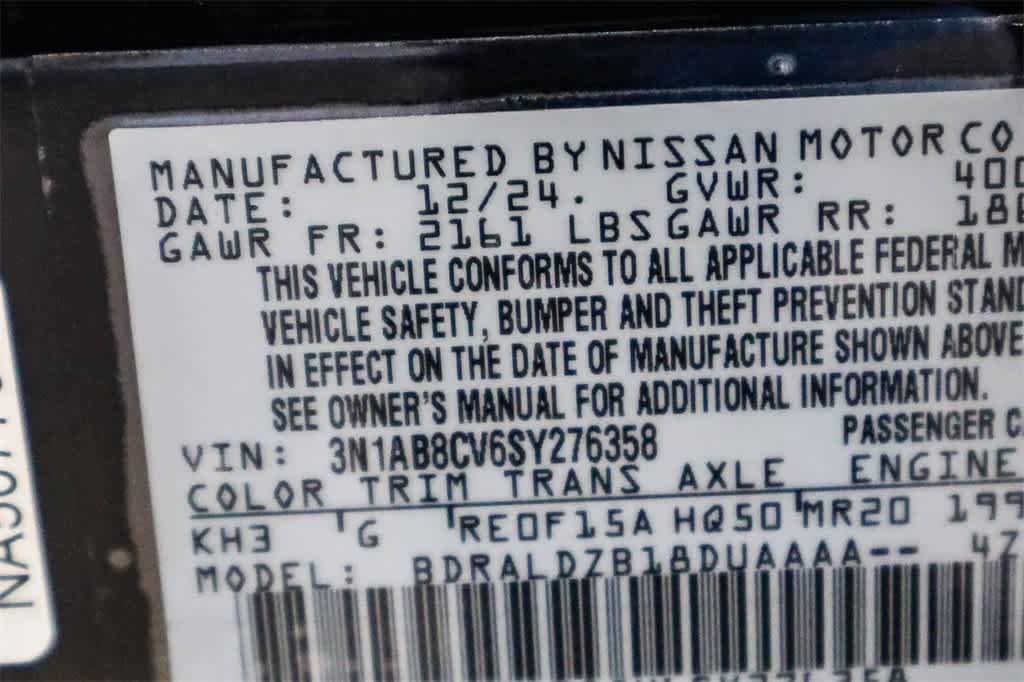 MANUFACTURED BY NISSAN MOTOR CO
DATE: 12/24. GVWR: 400
GAWR FR: 2161 LBS GAWR RR:
THIS VEHICLE CONFORMS TO ALL APPLICABLE FEDERAL M
VEHICLE SAFETY, BUMPER AND THEFT PREVENTION STAND
IN EFFECT ON THE DATE OF MANUFACTURE SHOWN ABOVE
SEE OWNER'S MANUAL FOR ADDITIONAL INFORMATION.
VIN: 3N1AB8CV6SY276358 PASSENGER C
COLOR TRIM TRANS AXLE ENGINE
KH3 G RE0F15A HQ50 MR20 199
MODEL: BDRALDZB18DUAAAA-- 4Z